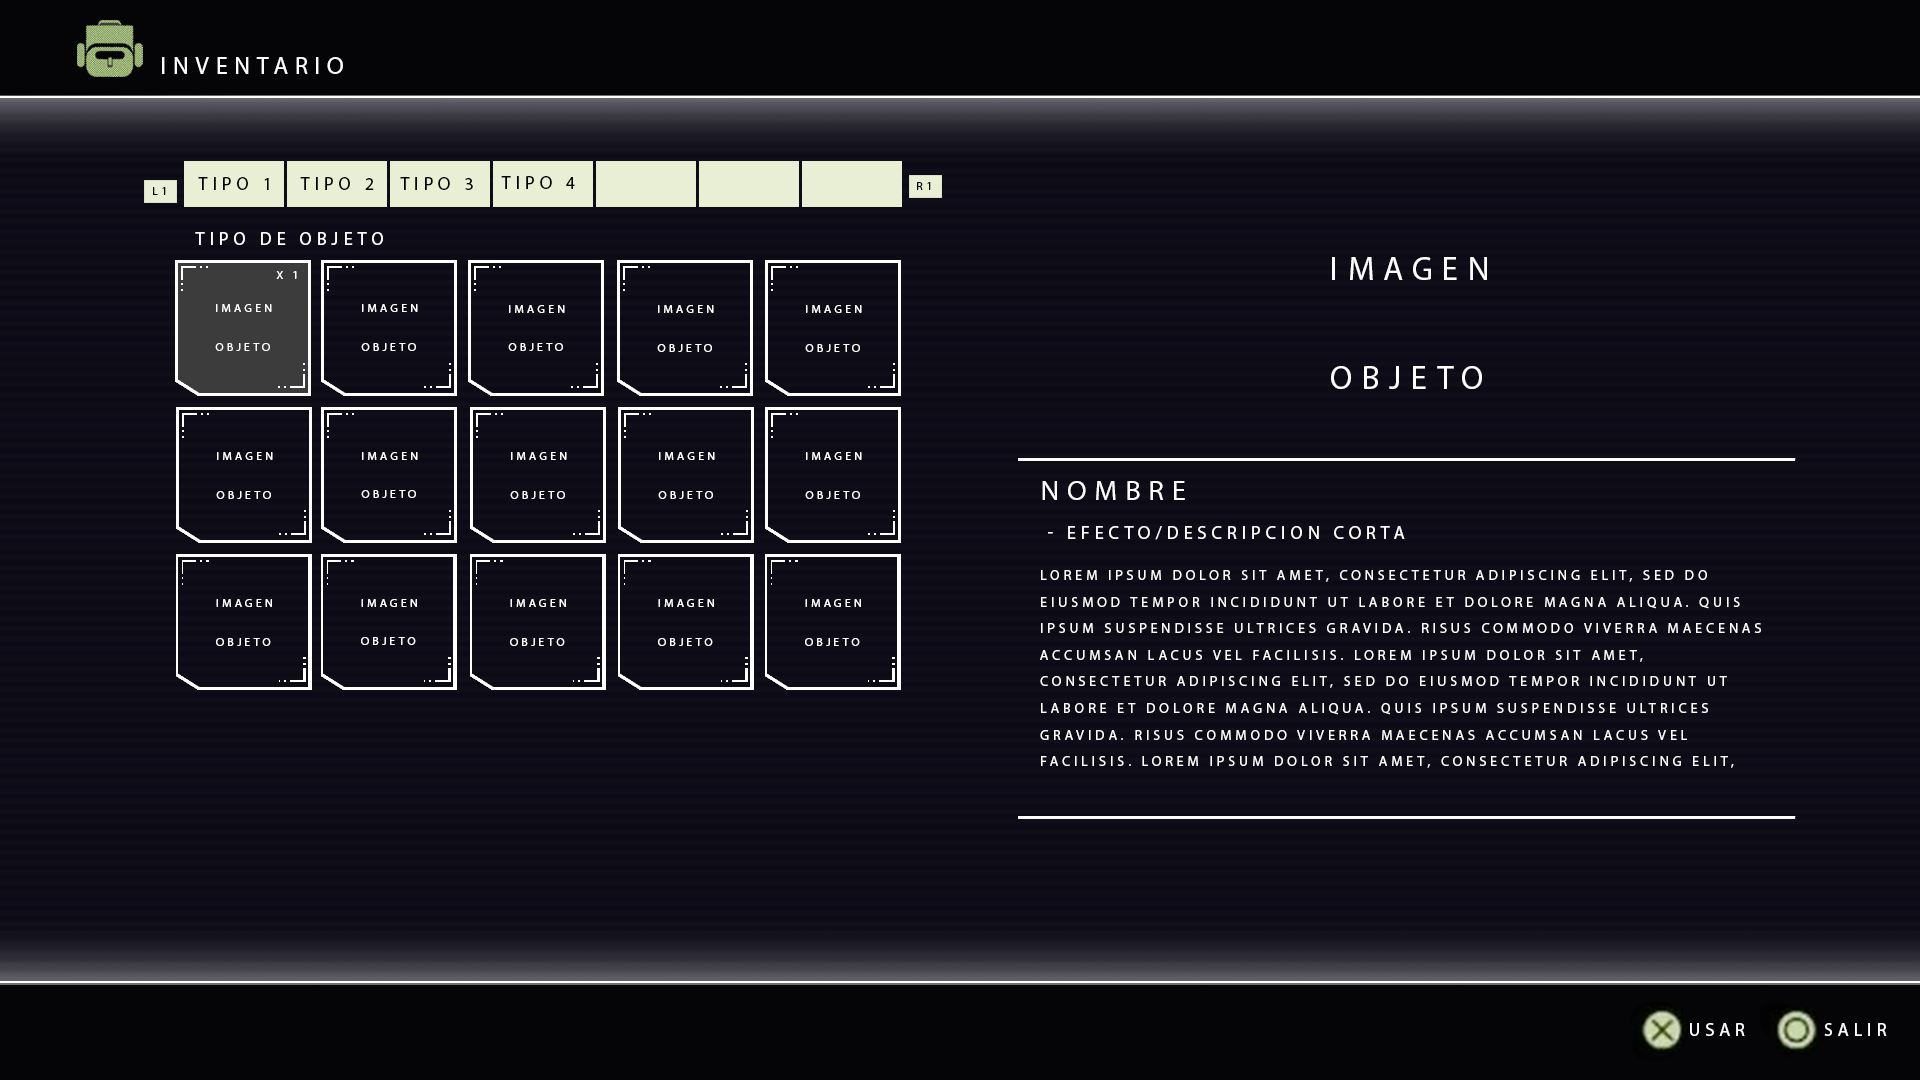 INVENTARIO
L1
TIPO 1
TIPO 2
TIPO 3
TIPO 4
R1
TIPO DE OBJETO
X 1
IMAGEN
OBJETO
IMAGEN
OBJETO
IMAGEN
OBJETO
IMAGEN
OBJETO
IMAGEN
OBJETO
IMAGEN
OBJETO
IMAGEN
OBJETO
IMAGEN
OBJETO
IMAGEN
OBJETO
IMAGEN
OBJETO
IMAGEN
OBJETO
IMAGEN
OBJETO
IMAGEN
OBJETO
IMAGEN
OBJETO
IMAGEN
OBJETO
IMAGEN
OBJETO
NOMBRE
- EFECTO/DESCRIPCION CORTA
LOREM IPSUM DOLOR SIT AMET, CONSECTETUR ADIPISCING ELIT, SED DO
EIUSMOD TEMPOR INCIDIDUNT UT LABORE ET DOLORE MAGNA ALIQUA. QUIS
IPSUM SUSPENDISSE ULTRICES GRAVIDA. RISUS COMMODO VIVERRA MAECENAS
ACCUMSAN LACUS VEL FACILISIS. LOREM IPSUM DOLOR SIT AMET,
CONSECTETUR ADIPISCING ELIT, SED DO EIUSMOD TEMPOR INCIDIDUNT UT
LABORE ET DOLORE MAGNA ALIQUA. QUIS IPSUM SUSPENDISSE ULTRICES
GRAVIDA. RISUS COMMODO VIVERRA MAECENAS ACCUMSAN LACUS VEL
FACILISIS. LOREM IPSUM DOLOR SIT AMET, CONSECTETUR ADIPISCING ELIT,
USAR
SALIR